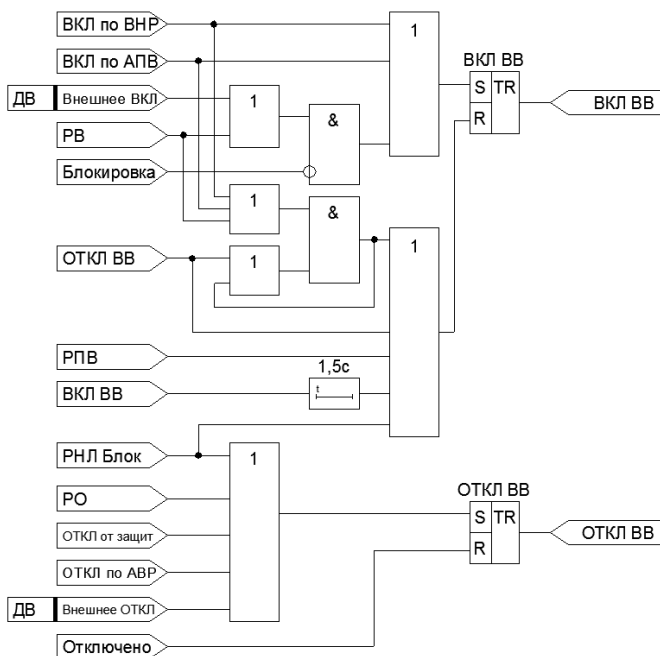 ВКЛ по ВНР
1
ВКЛ ВВ
ВКЛ по АПВ
S TR
ВКЛ ВВ
ДВ Внешнее ВКЛ
1
&
R
РВ
Блокировка
1
&
1
ОТКЛ ВВ
1
РПВ
1,5с
ВКЛ ВВ
t
РНЛ Блок
1
ОТКЛ ВВ
РО
S TR
ОТКЛ от защит
ОТКЛ ВВ
R
ОТКЛ по АВР
ДВ Внешнее ОТКЛ
Отключено